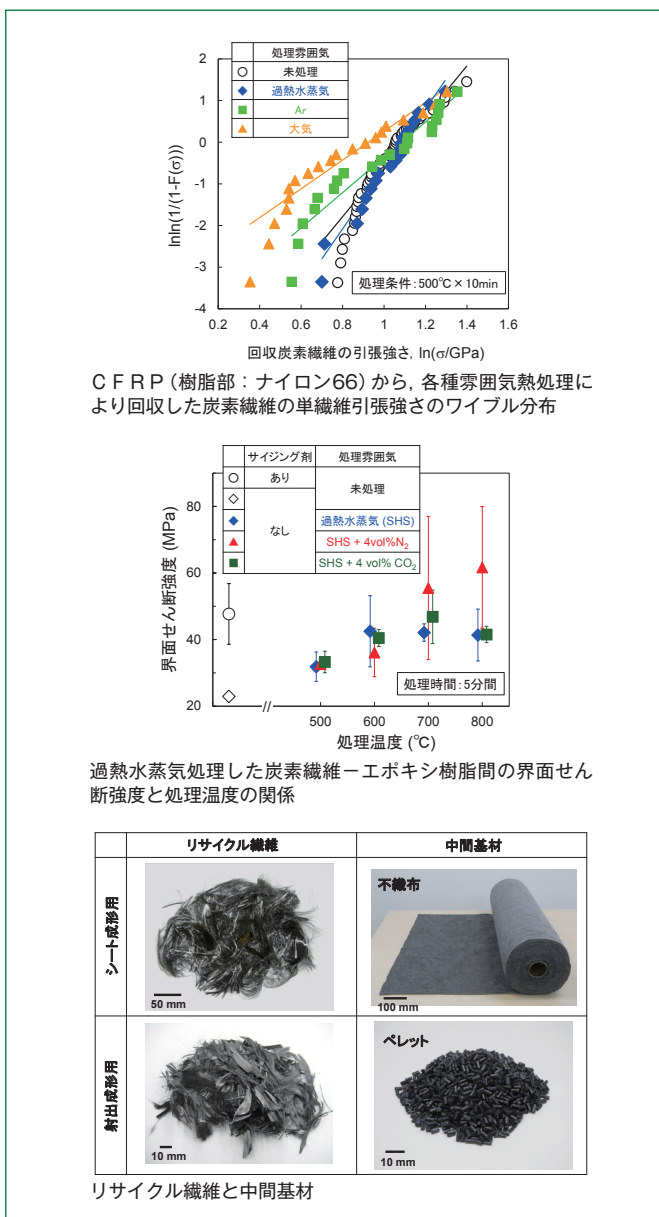 処理雰囲気
未処理
過熱水蒸気
Ar
大気
lnln(1/(1-F(σ)))
2
1
0
-1
-2
-3
-4
処理条件:500℃×10min
0.2 0.4 0.6 0.8 1 1.2 1.4 1.6
回収炭素繊維の引張強さ, ln(σ/GPa)
CFRP(樹脂部:ナイロン66)から,各種雰囲気熱処理に
より回収した炭素繊維の単繊維引張強さのワイブル分布
サイジング剤 処理雰囲気
あり 未処理
なし
過熱水蒸気 (SHS)
SHS + 4vol%N2
SHS + 4 vol% CO2
界面せん断強度 (MPa)
80
60
40
20
処理時間:5分間
// 500 600 700 800
処理温度 (℃)
過熱水蒸気処理した炭素繊維-エポキシ樹脂間の界面せん
断強度と処理温度の関係
リサイクル繊維 中間基材
シート成形用
50 mm
不織布
100 mm
射出成形用
10 mm
ペレット
10 mm
リサイクル繊維と中間基材